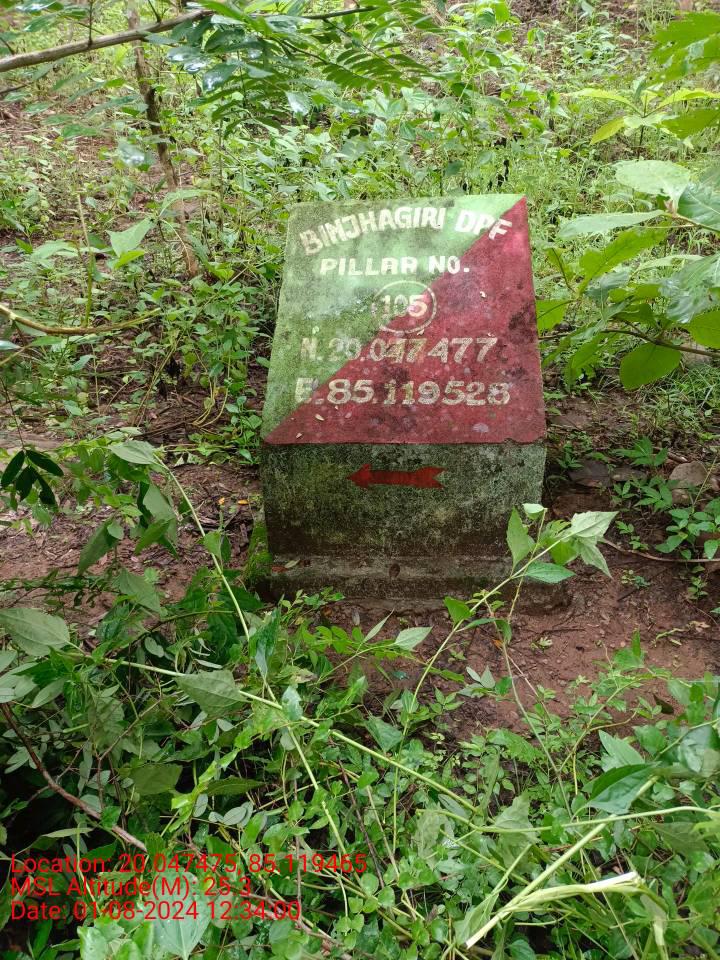 BINJHAGIRI DPF
PILLAR NO.
105
N.20.047477
E.85.119528
Location: 20.047475, 85.119465
MSL Altitude(M): 25.3
Date: 01-08-2024 12:34:00